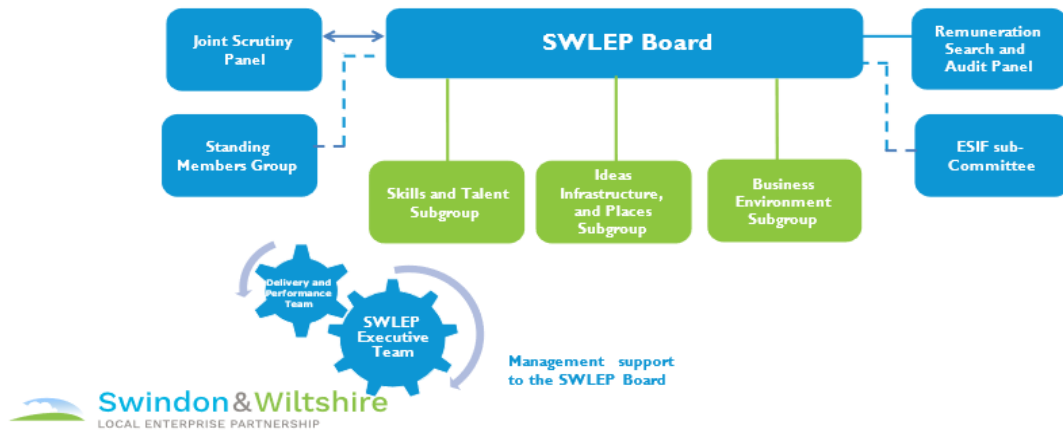 Joint Scrutiny
Panel
SWLEP Board
Remuneration
Search and
Audit Panel
Standing
Members Group
ESIF sub-
Committee
Skills and Talent
Subgroup
Ideas
Infrastructure,
and Places
Subgroup
Business
Environment
Subgroup
Delivery and
Performance
Team
SWLEP
Executive
Team
Management support
to the SWLEP Board
Swindon&Wiltshire
LOCAL ENTERPRISE PARTNERSHIP